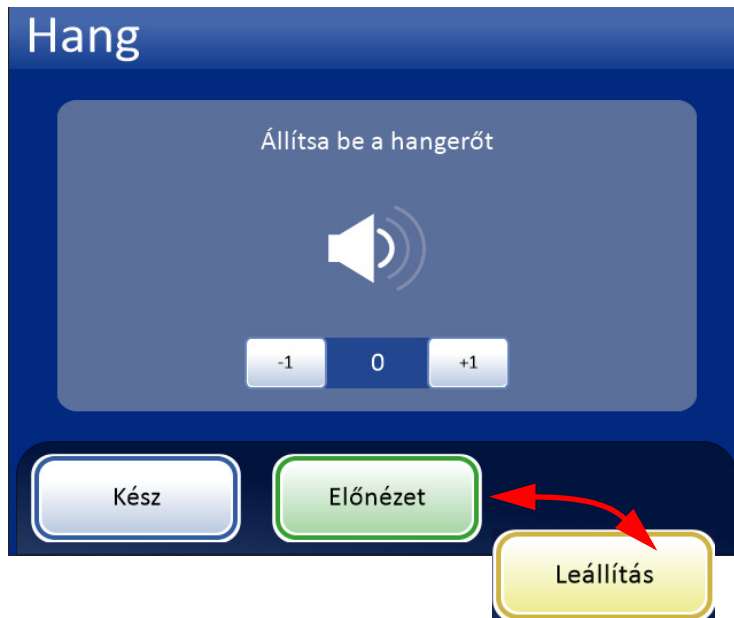 Hang
Állítsa be a hangerőt
-1 0 +1
Kész Előnézet
Leállítás